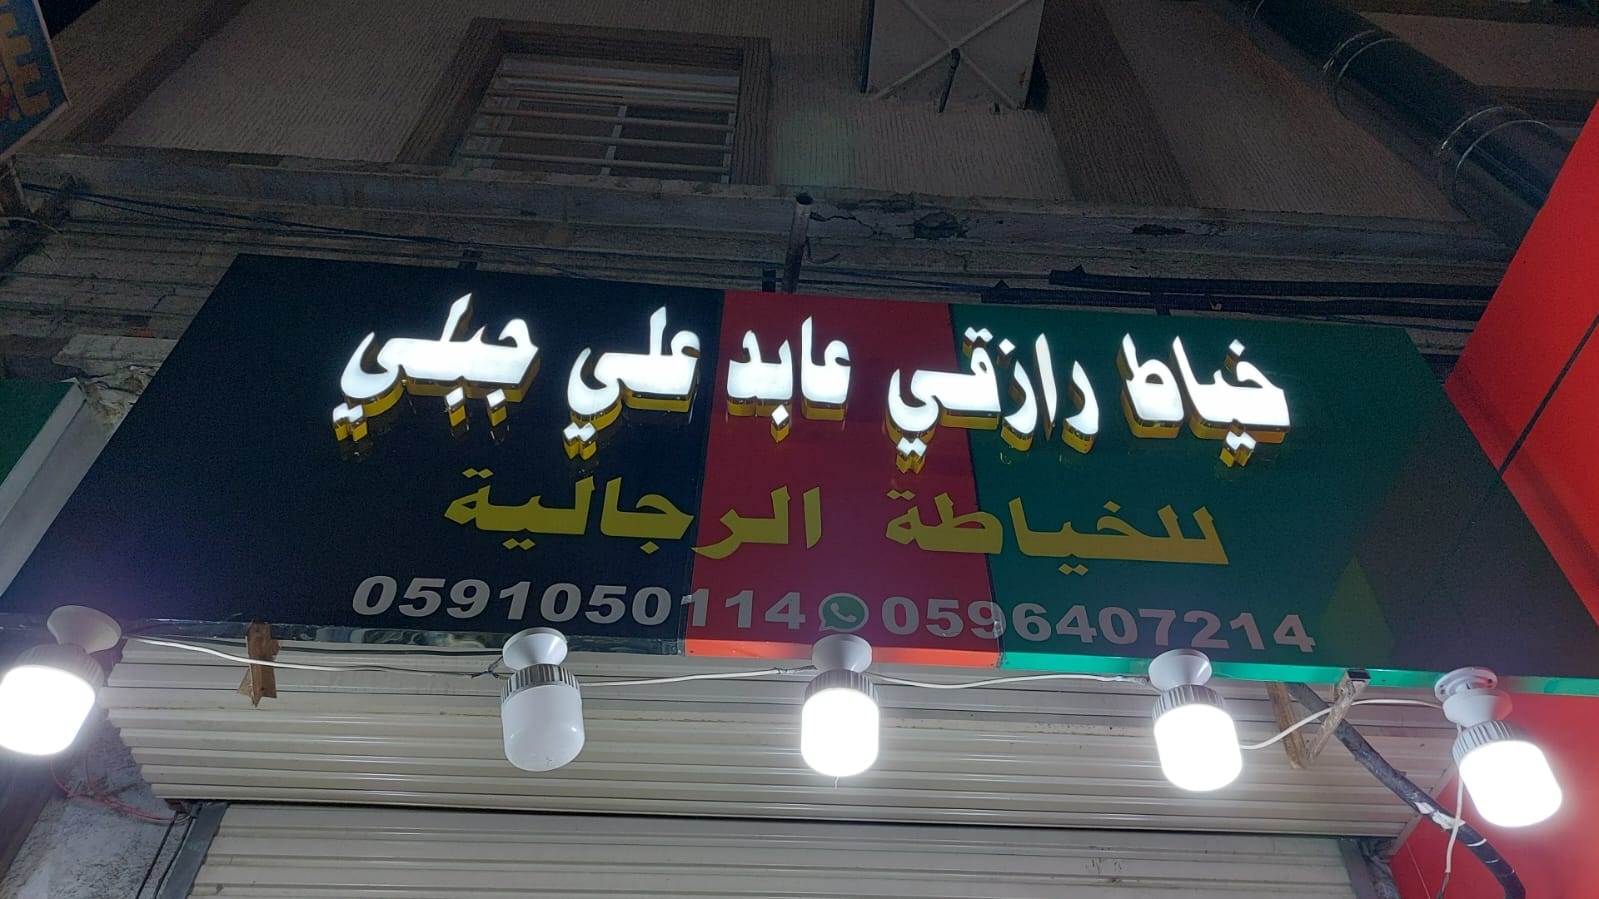 خياط رازقي عابد علي جبلي
للخياطة الرجالية
0591050114 0596407214